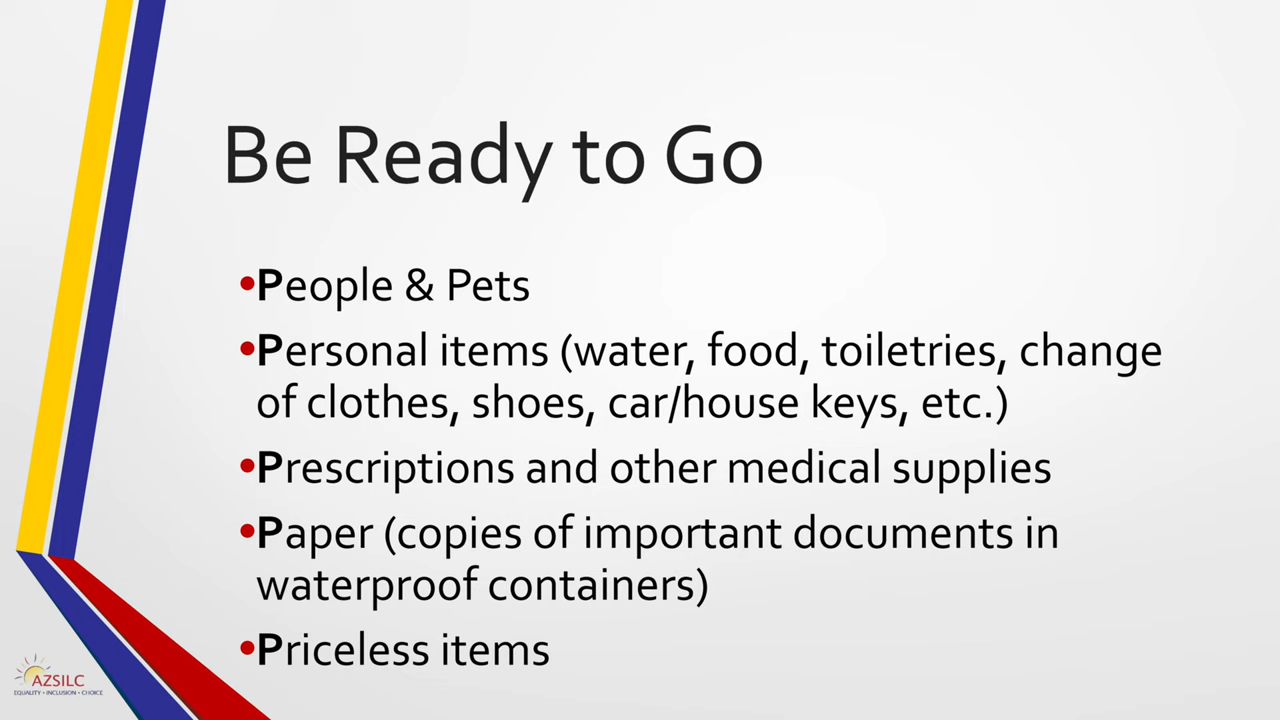 Be Ready to Go
•People & Pets
•Personal items (water, food, toiletries, change
of clothes, shoes, car/house keys, etc.)
•Prescriptions and other medical supplies
•Paper (copies of important documents in
waterproof containers)
•Priceless items
AZSILC
EQUALITY • INCLUSION • CHOICE